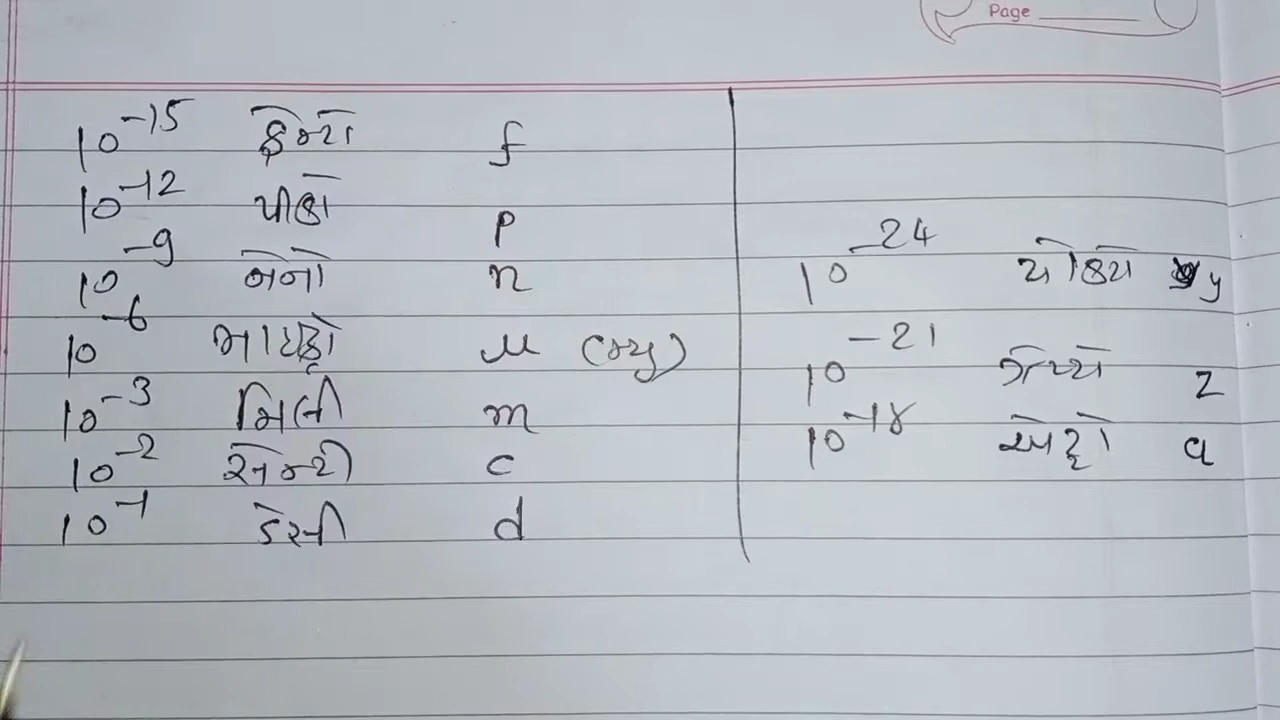 Page
10⁻¹⁵ ફેમ્ટો f
10⁻¹² પીકો p
10⁻⁹ નેનો n
10⁻⁶ માઇક્રો μ (મ્યુ)
10⁻³ મિલી m
10⁻² સેન્ટી c
10⁻¹ ડેસી d
10⁻²⁴ યોક્ટો y
10⁻²¹ ઝેપ્ટો z
10⁻¹⁸ એટ્ટો a